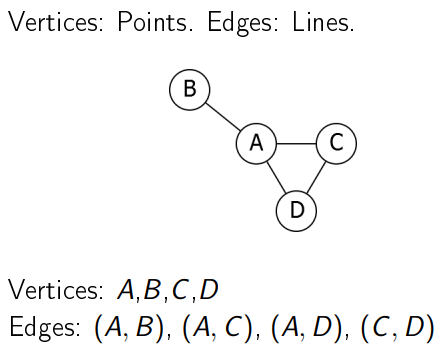 Vertices: Points. Edges: Lines.
B
A
C
D
Vertices: A,B,C,D
Edges: (A, B), (A, C), (A, D), (C, D)